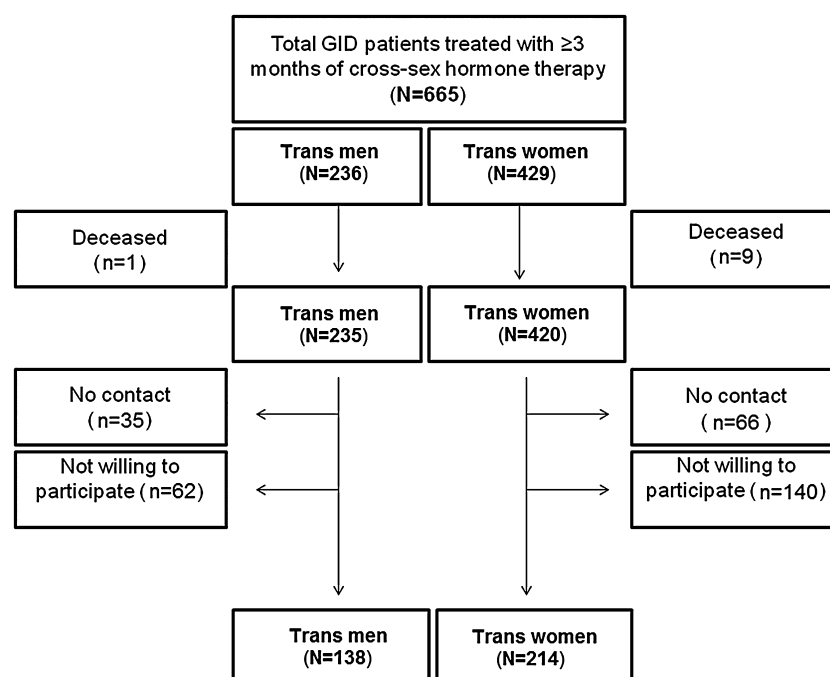 Total GID patients treated with ≥3
months of cross-sex hormone therapy
(N=665)
Trans men
(N=236)
Trans women
(N=429)
Deceased
(n=1)
Deceased
(n=9)
Trans men
(N=235)
Trans women
(N=420)
No contact
(n=35)
No contact
(n=66)
Not willing to
participate (n=62)
Not willing to
participate (n=140)
Trans men
(N=138)
Trans women
(N=214)